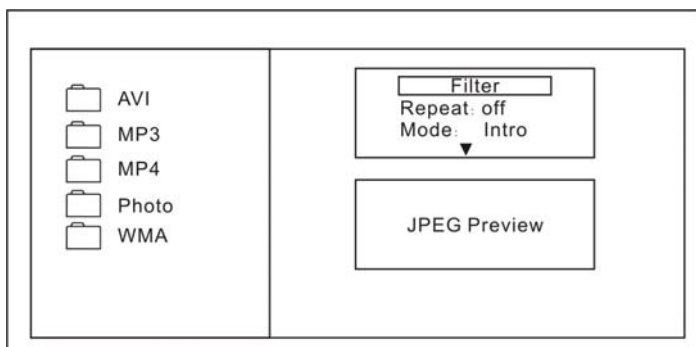 AVI
MP3
MP4
Photo
WMA
Filter
Repeat: off
Mode: Intro
JPEG Preview